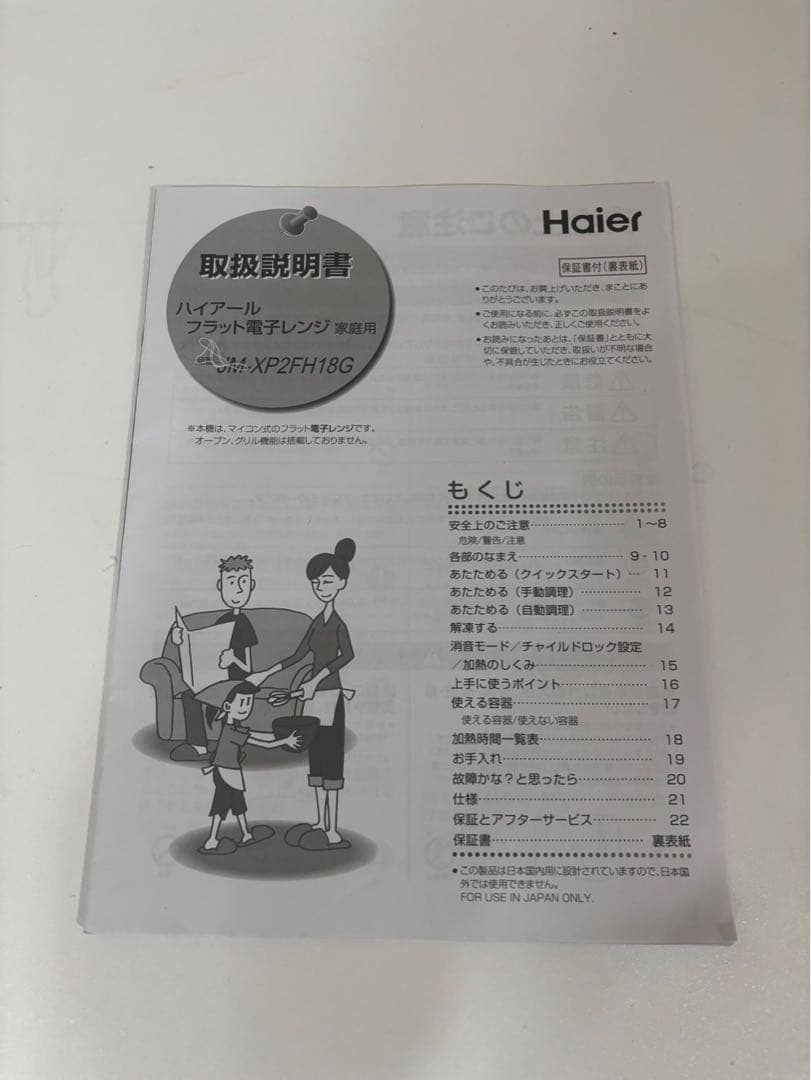 取扱説明書
ハイアール
フラット電子レンジ 家庭用
JM-XP2FH18G
※本機は、マイコン式のフラット電子レンジです。
オーブン、グリル機能は搭載しておりません。
Haier
保証書付(裏表紙)
●このたびは、お買上げいただき、まことにあ
りがとうございます。
●ご使用になる前に、必ずこの取扱説明書をよ
くお読みいただき、正しくご使用ください。
●お読みになったあとは、「保証書」とともに大
切に保管していただき、取扱いが不明な場合
や、不具合が生じたときにお役立てください。
もくじ
安全上のご注意…………………… 1〜8
危険/警告/注意
各部のなまえ…………………… 9・10
あたためる(クイックスタート)… 11
あたためる(手動調理)…………… 12
あたためる(自動調理)…………… 13
解凍する…………………………… 14
消音モード/チャイルドロック設定
/加熱のしくみ…………………… 15
上手に使うポイント……………… 16
使える容器………………………… 17
使える容器/使えない容器
加熱時間一覧表…………………… 18
お手入れ…………………………… 19
故障かな?と思ったら…………… 20
仕様………………………………… 21
保証とアフターサービス………… 22
保証書…………………………… 裏表紙
●この製品は日本国内用に設計されていますので、日本国
外では使用できません。
FOR USE IN JAPAN ONLY.